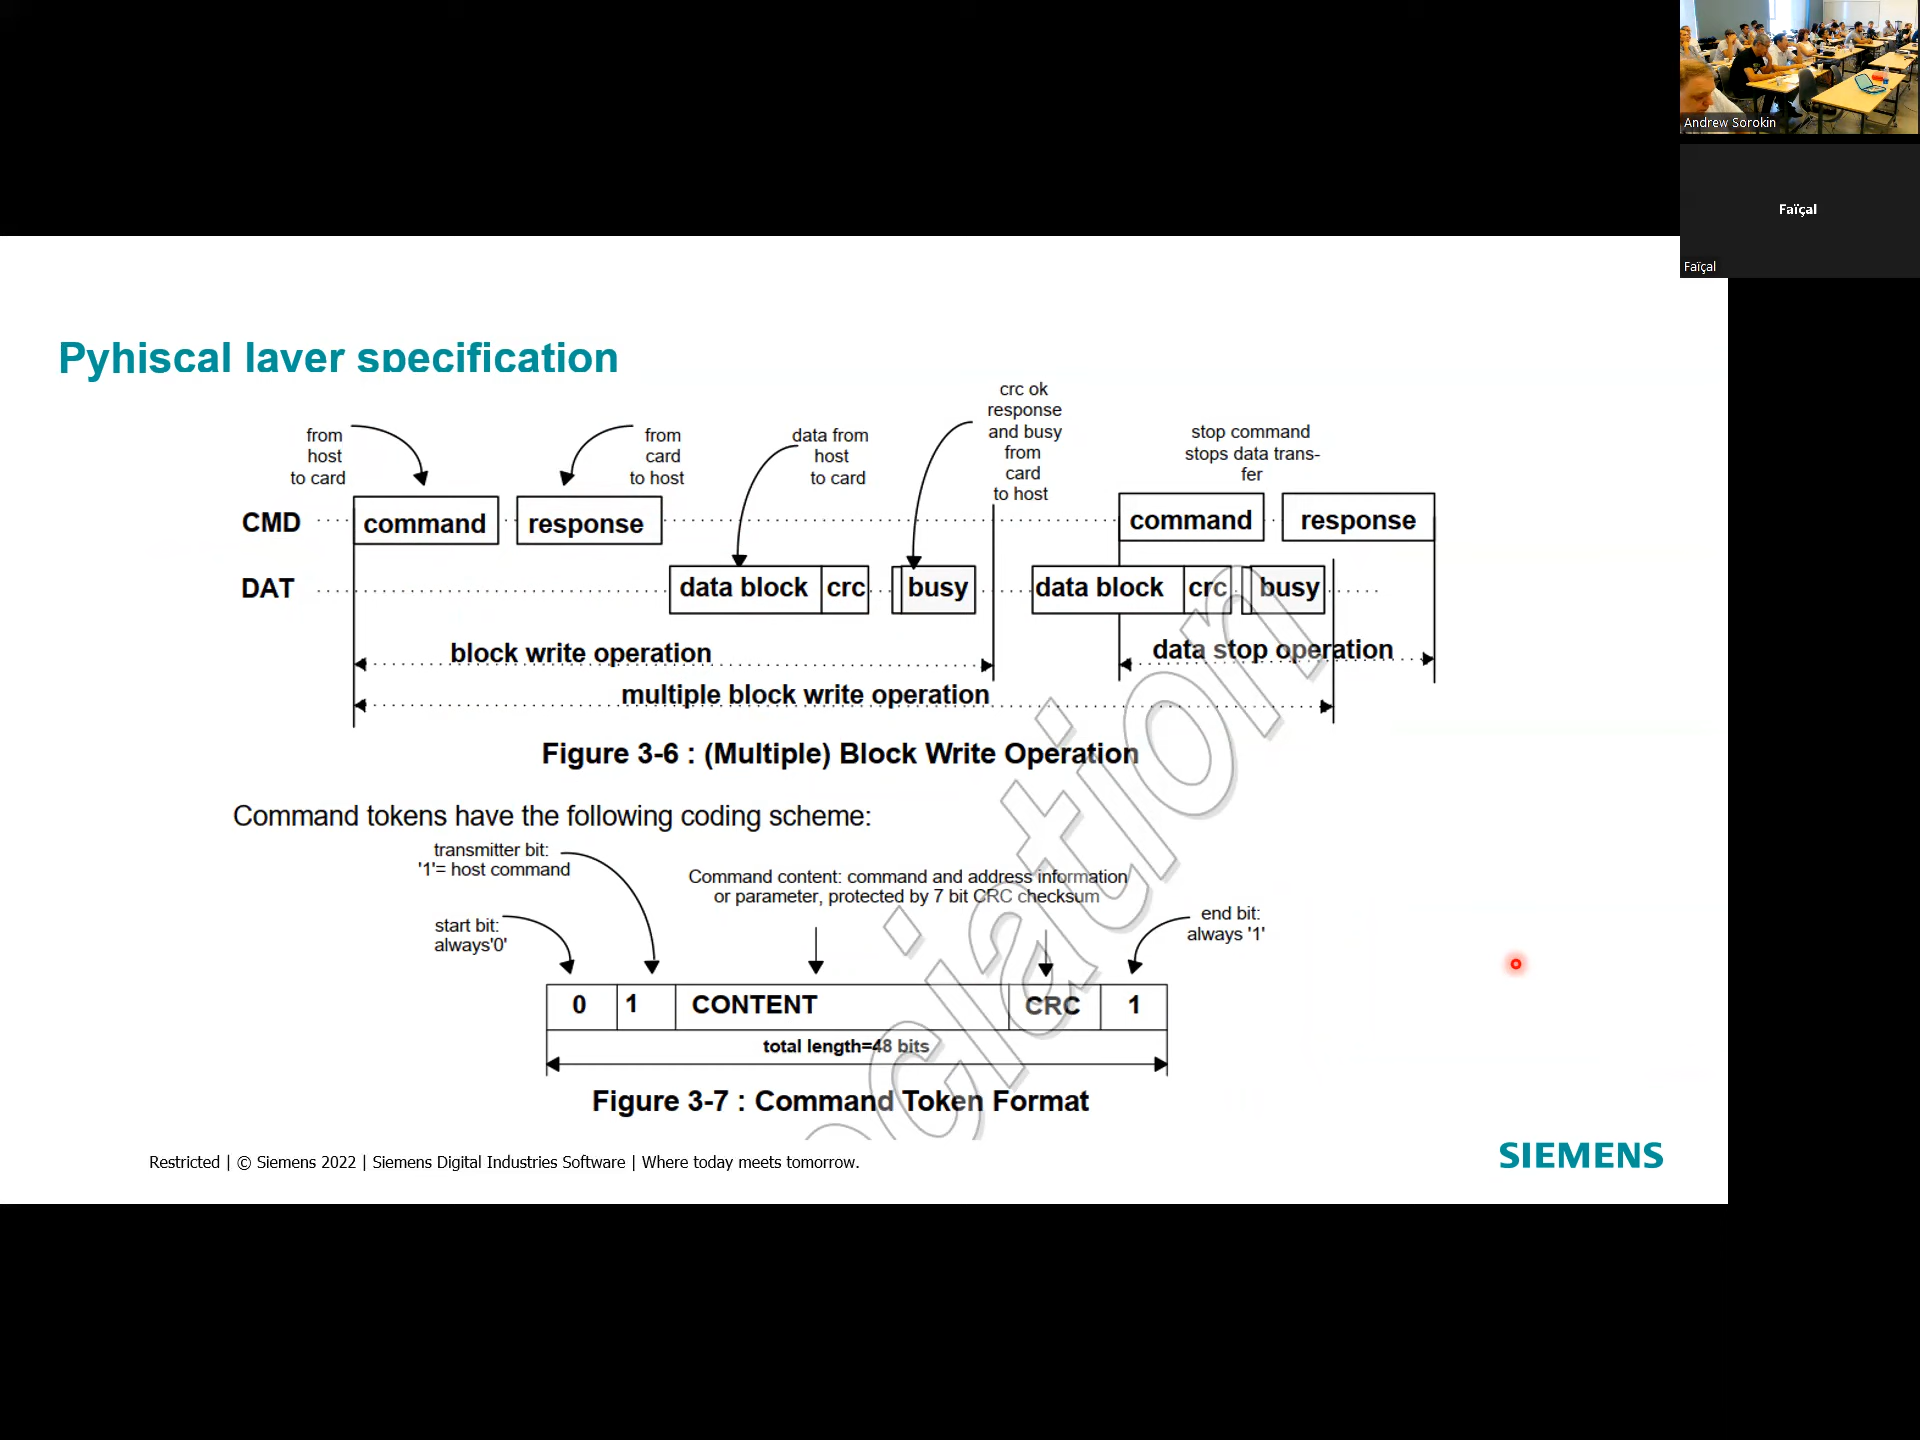 Andrew Sorokin
Faïçal
Faïçal
Pyhiscal layer specification
from
host
to card
from
card
to host
data from
host
to card
crc ok
response
and busy
from
card
to host
stop command
stops data trans-
fer
CMD command response command response
DAT data block crc busy data block crc busy
block write operation data stop operation
multiple block write operation
Figure 3-6 : (Multiple) Block Write Operation
Command tokens have the following coding scheme:
transmitter bit:
'1'= host command
Command content: command and address information
or parameter, protected by 7 bit CRC checksum
start bit:
always'0'
end bit:
always '1'
0 1 CONTENT CRC 1
total length=48 bits
Figure 3-7 : Command Token Format
ciation
Restricted | © Siemens 2022 | Siemens Digital Industries Software | Where today meets tomorrow.
SIEMENS